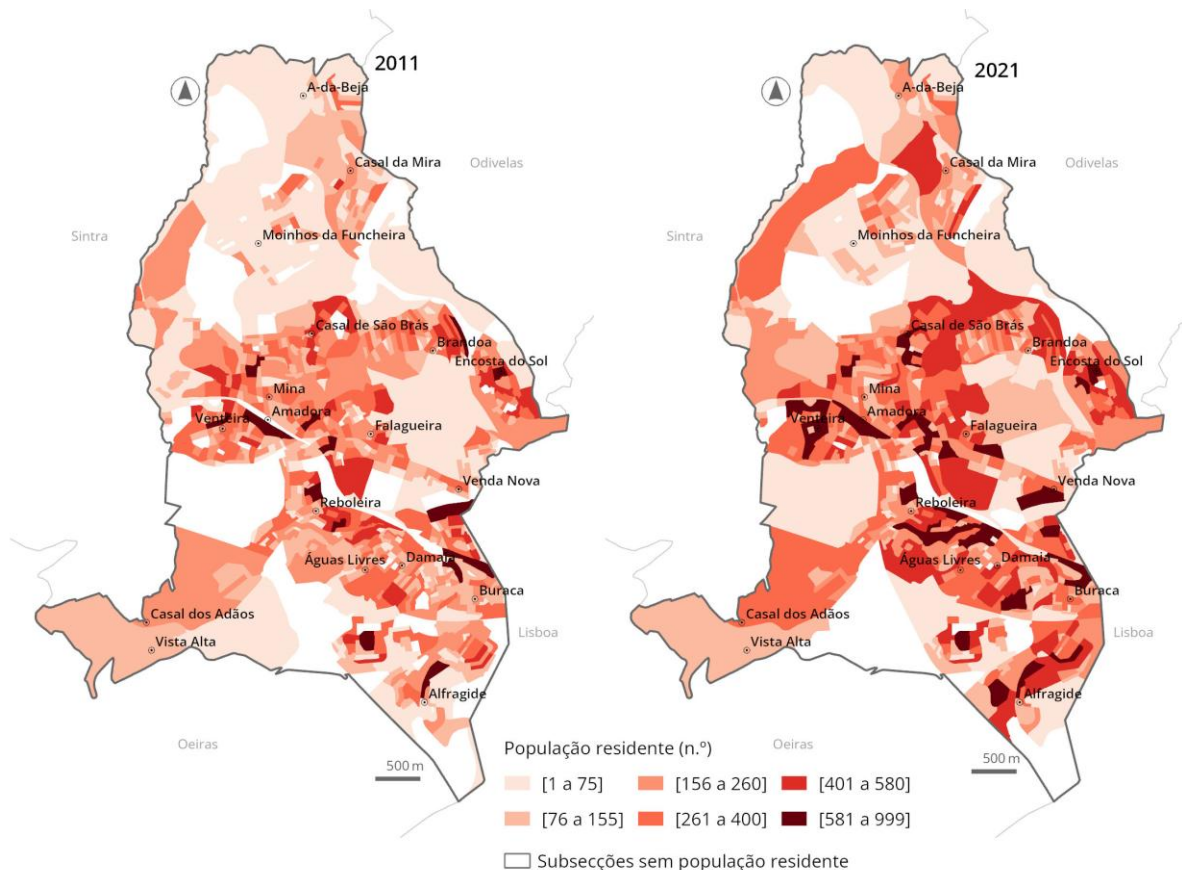 2011
A-da-Beja
Casal da Mira
Odivelas
Sintra
Moinhos da Funcheira
Casal de São Brás
Brandoa
Encosta do Sol
Mina
Amadora
Venteira
Falagueira
Venda Nova
Reboleira
Águas Livres
Damaia
Buraca
Casal dos Adãos
Vista Alta
Lisboa
Alfragide
Oeiras
500 m
2021
A-da-Beja
Casal da Mira
Odivelas
Sintra
Moinhos da Funcheira
Casal de São Brás
Brandoa
Encosta do Sol
Mina
Amadora
Venteira
Falagueira
Venda Nova
Reboleira
Águas Livres
Damaia
Buraca
Casal dos Adãos
Vista Alta
Lisboa
Alfragide
Oeiras
500 m
População residente (n.º)
[1 a 75] [156 a 260] [401 a 580]
[76 a 155] [261 a 400] [581 a 999]
Subsecções sem população residente